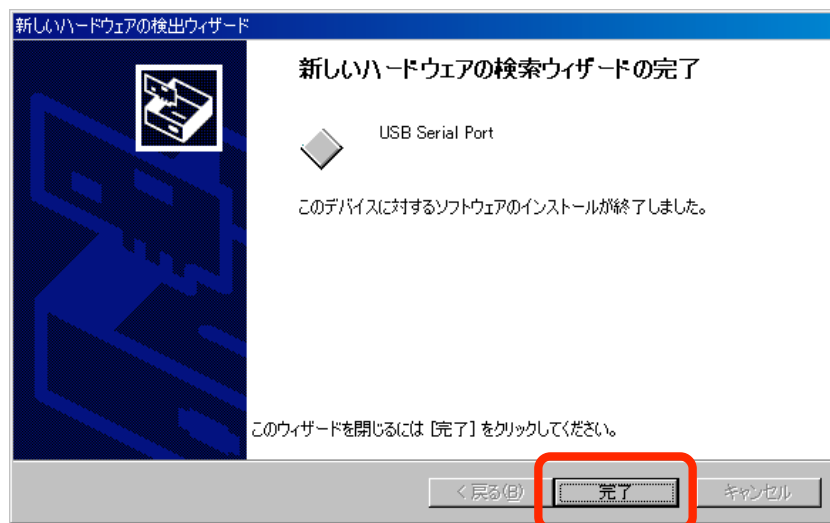 新しいハードウェアの検出ウィザード
新しいハードウェアの検索ウィザードの完了
USB Serial Port
このデバイスに対するソフトウェアのインストールが終了しました。
このウィザードを閉じるには [完了] をクリックしてください。
< 戻る(B)
完了
キャンセル